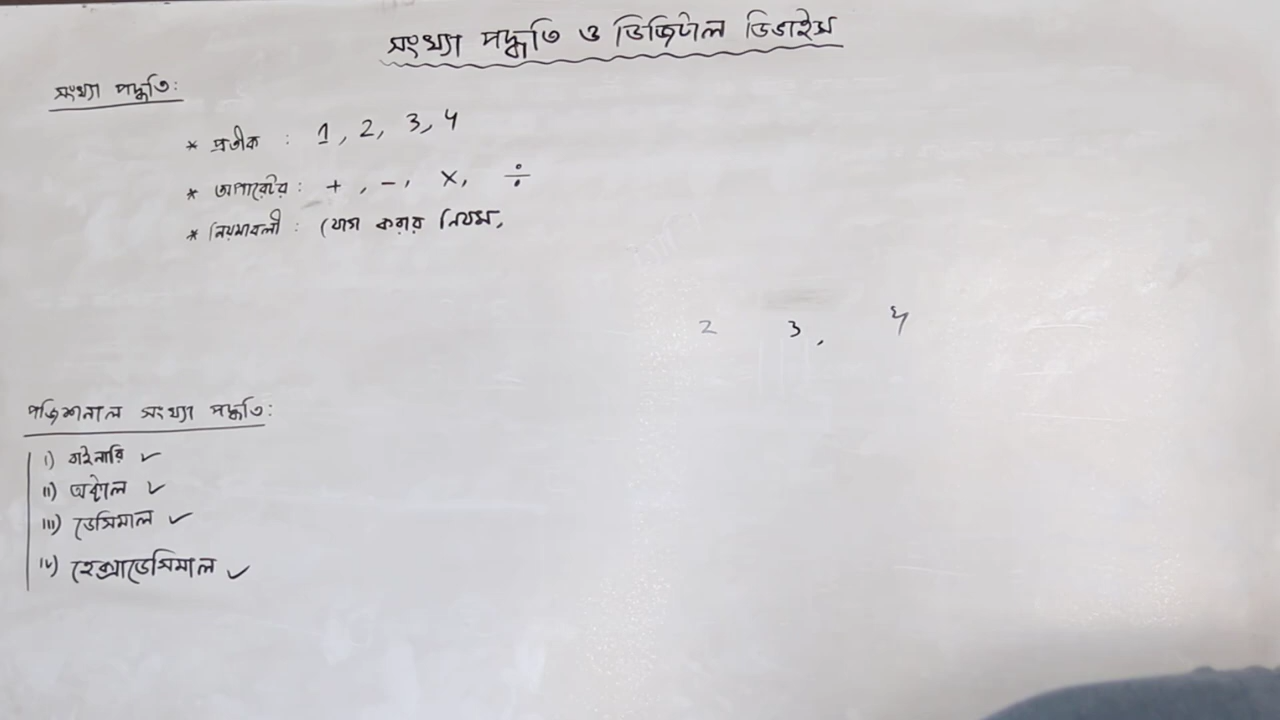 সংখ্যা পদ্ধতি ও ডিজিটাল ডিভাইস
সংখ্যা পদ্ধতি:
* প্রতীক : 1, 2, 3, 4
* অপারেটর : +, -, ×, ÷
* নিয়মাবলী : যোগ করার নিয়ম,
2 3, 4
পজিশনাল সংখ্যা পদ্ধতি:
i) বাইনারি ✓
ii) অক্টাল ✓
iii) ডেসিমাল ✓
iv) হেক্সাডেসিমাল ✓